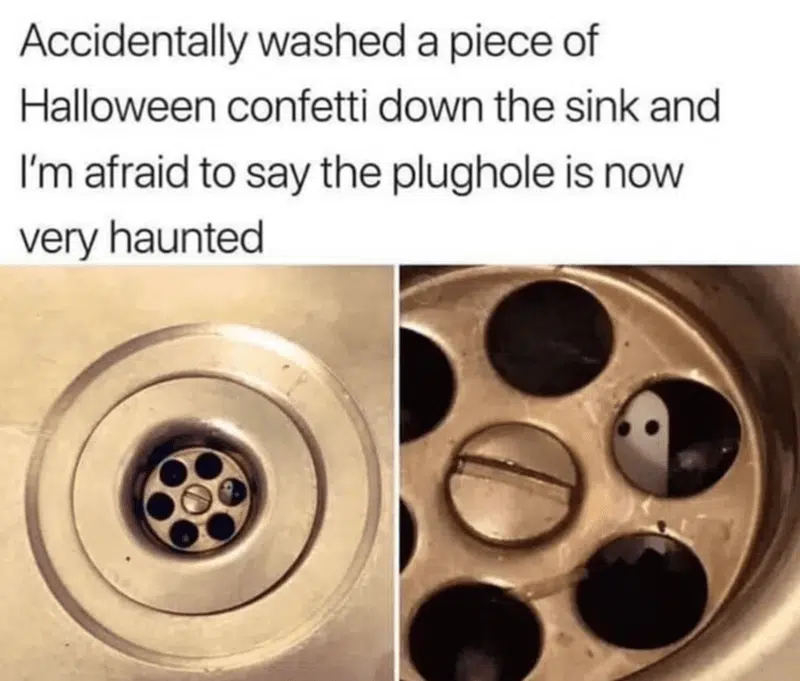 Accidentally washed a piece of
Halloween confetti down the sink and
I'm afraid to say the plughole is now
very haunted